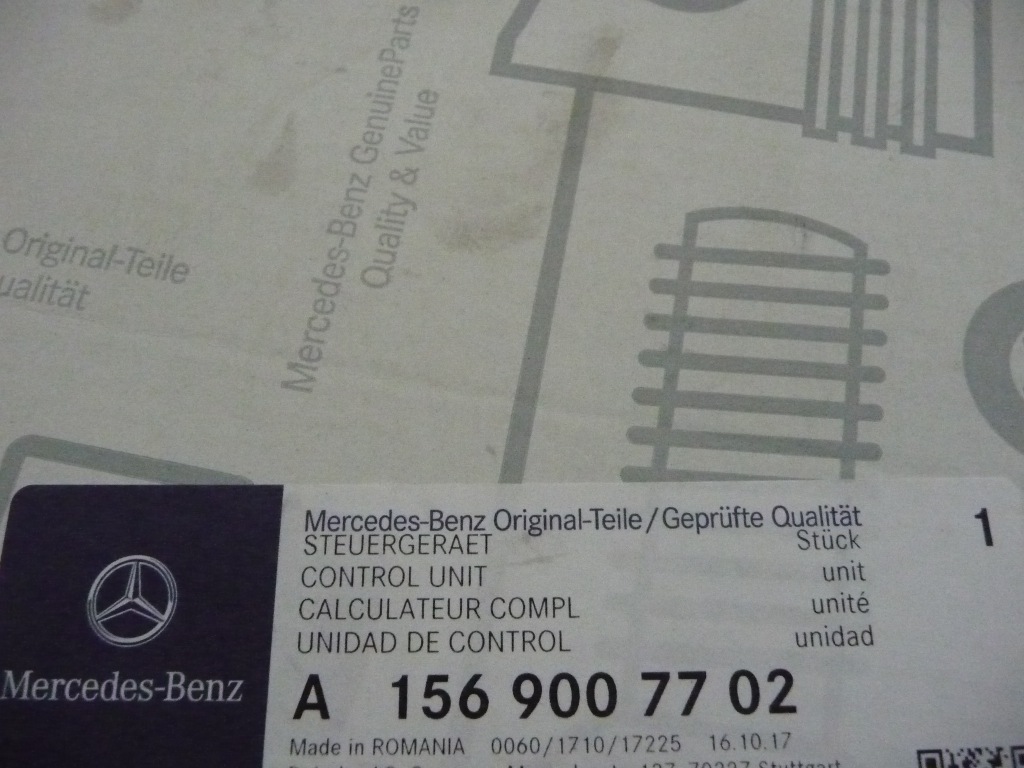 Mercedes-Benz GenuineParts
Quality & Value
Original-Teile
Mercedes-Benz Original-Teile/Geprüfte Qualität
STEUERGERAET Stück 1
CONTROL UNIT unit
CALCULATEUR COMPL unité
UNIDAD DE CONTROL unidad
Mercedes-Benz
A 156 900 77 02
Made in ROMANIA 0060/1710/17225 16.10.17